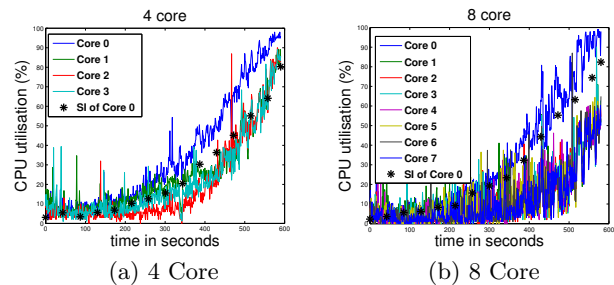 4 core
CPU utilisation (%)
100
90
80
70
60
50
40
30
20
10
0
Core 0
Core 1
Core 2
Core 3
SI of Core 0
0 100 200 300 400 500 600
time in seconds
(a) 4 Core
8 core
CPU utilisation (%)
100
90
80
70
60
50
40
30
20
10
0
Core 0
Core 1
Core 2
Core 3
Core 4
Core 5
Core 6
Core 7
SI of Core 0
0 100 200 300 400 500 600
time in seconds
(b) 8 Core